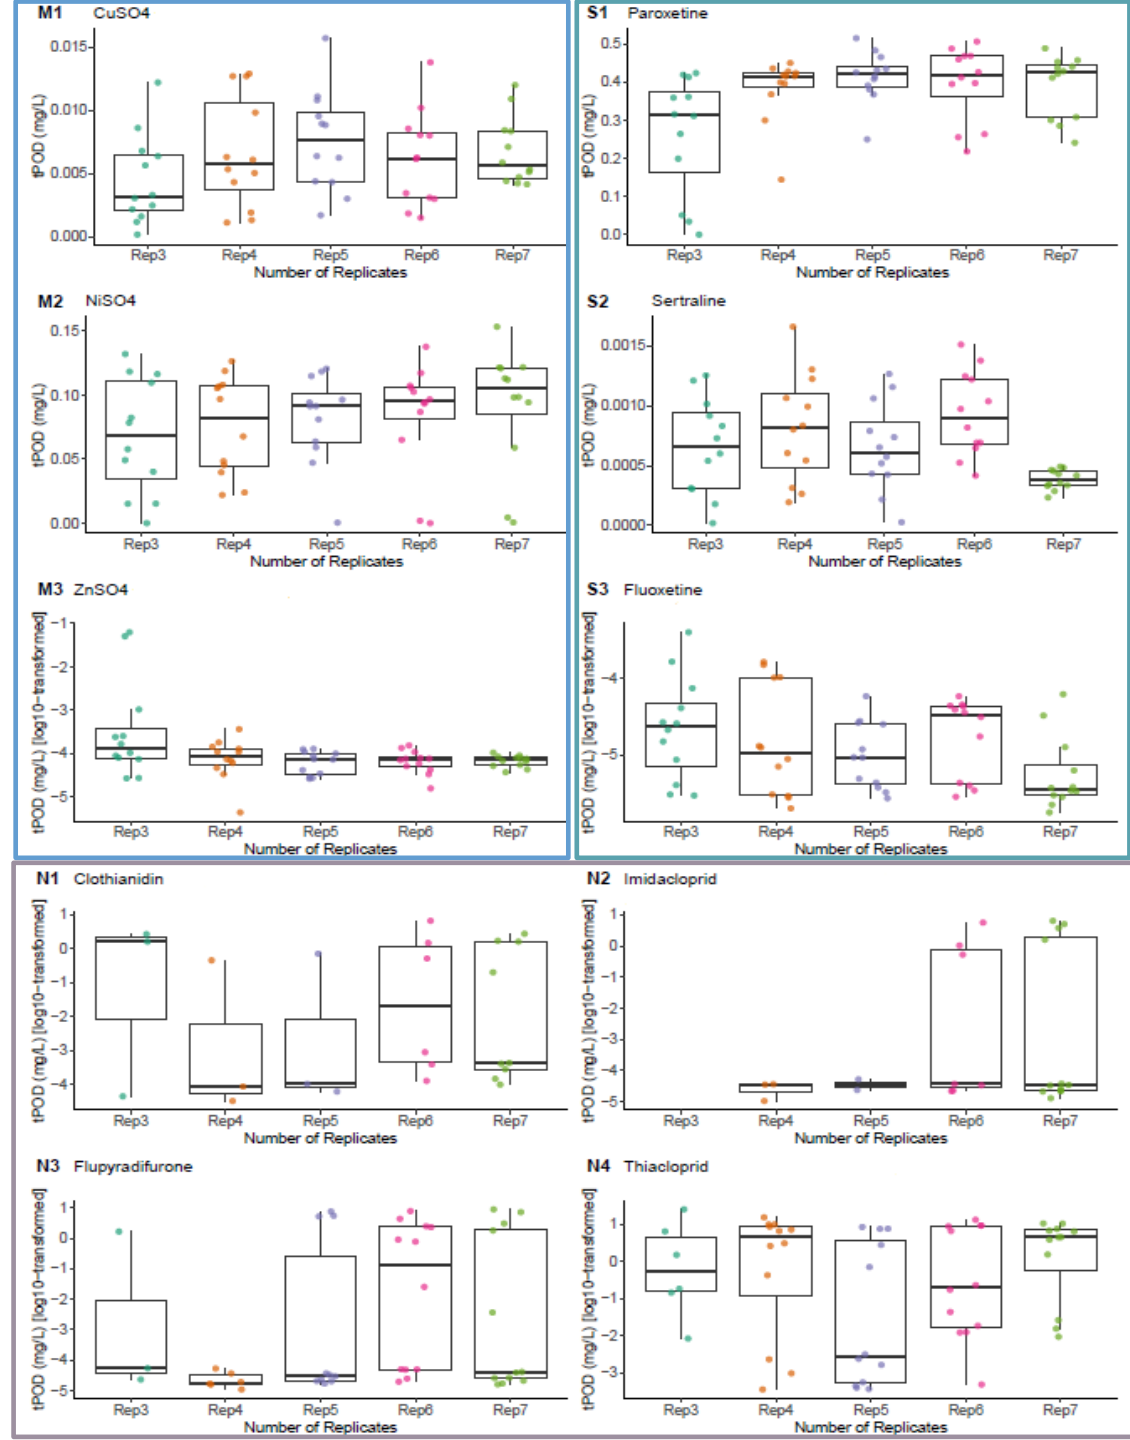 M1 CuSO4
tPOD (mg/L)
0.015
0.010
0.005
0.000
Rep3 Rep4 Rep5 Rep6 Rep7
Number of Replicates
S1 Paroxetine
tPOD (mg/L)
0.5
0.4
0.3
0.2
0.1
0.0
Rep3 Rep4 Rep5 Rep6 Rep7
Number of Replicates
M2 NiSO4
tPOD (mg/L)
0.15
0.10
0.05
0.00
Rep3 Rep4 Rep5 Rep6 Rep7
Number of Replicates
S2 Sertraline
tPOD (mg/L)
0.0015
0.0010
0.0005
0.0000
Rep3 Rep4 Rep5 Rep6 Rep7
Number of Replicates
M3 ZnSO4
tPOD (mg/L) [log10−transformed]
−1
−2
−3
−4
−5
Rep3 Rep4 Rep5 Rep6 Rep7
Number of Replicates
S3 Fluoxetine
tPOD (mg/L) [log10−transformed]
−4
−5
Rep3 Rep4 Rep5 Rep6 Rep7
Number of Replicates
N1 Clothianidin
tPOD (mg/L) [log10−transformed]
1
0
−1
−2
−3
−4
Rep3 Rep4 Rep5 Rep6 Rep7
Number of Replicates
N2 Imidacloprid
tPOD (mg/L) [log10−transformed]
1
0
−1
−2
−3
−4
−5
Rep3 Rep4 Rep5 Rep6 Rep7
Number of Replicates
N3 Flupyradifurone
tPOD (mg/L) [log10−transformed]
1
0
−1
−2
−3
−4
−5
Rep3 Rep4 Rep5 Rep6 Rep7
Number of Replicates
N4 Thiacloprid
tPOD (mg/L) [log10−transformed]
1
0
−1
−2
−3
Rep3 Rep4 Rep5 Rep6 Rep7
Number of Replicates